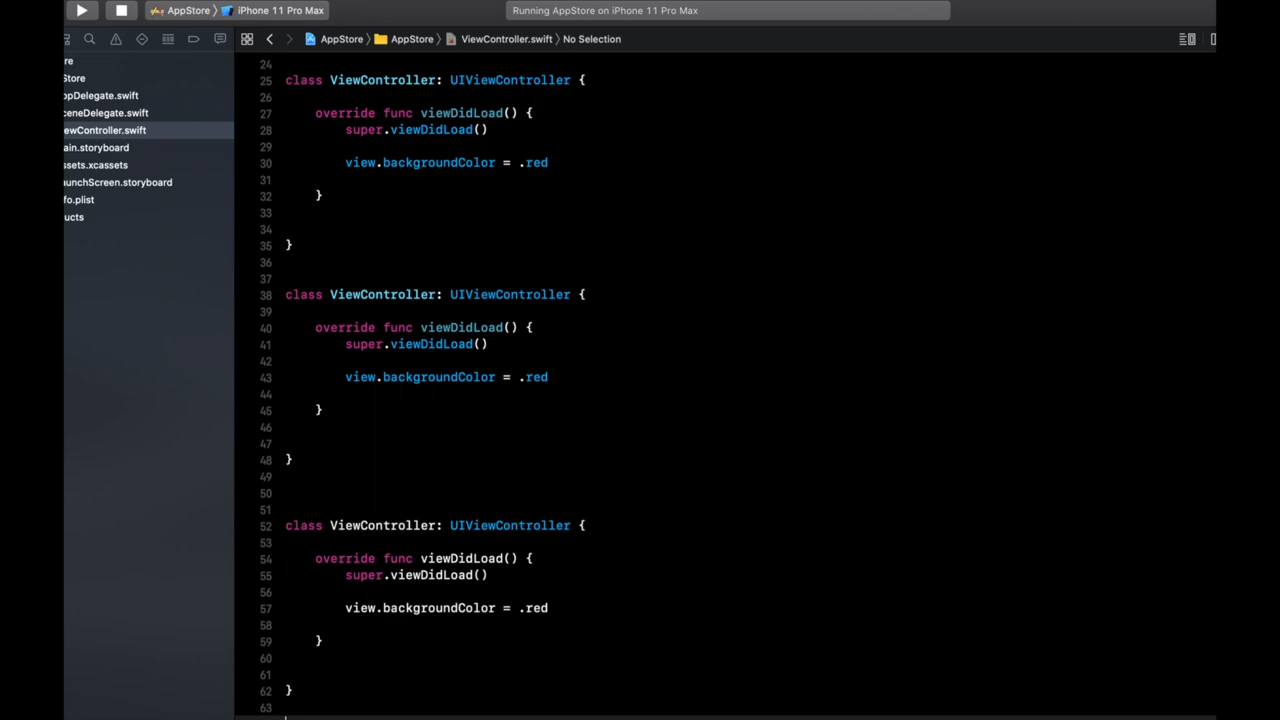 AppStore > iPhone 11 Pro Max
Running AppStore on iPhone 11 Pro Max
AppStore > AppStore > ViewController.swift > No Selection
re
Store
ppDelegate.swift
ceneDelegate.swift
ewController.swift
ain.storyboard
ssets.xcassets
aunchScreen.storyboard
fo.plist
ucts
24
25 class ViewController: UIViewController {
26
27 override func viewDidLoad() {
28 super.viewDidLoad()
29
30 view.backgroundColor = .red
31
32 }
33
34
35 }
36
37
38 class ViewController: UIViewController {
39
40 override func viewDidLoad() {
41 super.viewDidLoad()
42
43 view.backgroundColor = .red
44
45 }
46
47
48 }
49
50
51
52 class ViewController: UIViewController {
53
54 override func viewDidLoad() {
55 super.viewDidLoad()
56
57 view.backgroundColor = .red
58
59 }
60
61
62 }
63